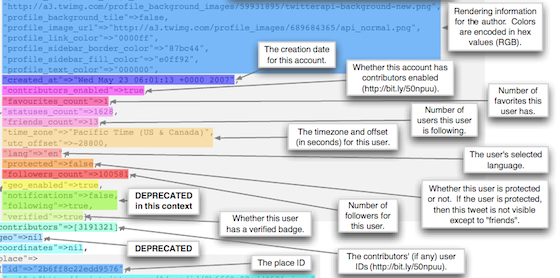 http://a3.twimg.com/profile_background_images/59931895/twitterapi-background-new.png",
"profile_background_tile"=>false,
"profile_image_url"=>"http://a3.twimg.com/profile_images/689684365/api_normal.png",
"profile_link_color"=>"0000ff",
"profile_sidebar_border_color"=>"87bc44",
"profile_sidebar_fill_color"=>"e0ff92",
"profile_text_color"=>"000000",
"created_at"=>"Wed May 23 06:01:13 +0000 2007",
"contributors_enabled"=>true,
"favourites_count"=>1,
"statuses_count"=>1628,
"friends_count"=>13,
"time_zone"=>"Pacific Time (US & Canada)",
"utc_offset"=>-28800,
"lang"=>"en",
"protected"=>false,
"followers_count"=>100581,
"geo_enabled"=>true,
"notifications"=>false,
"following"=>true,
"verified"=>true
contributors"=>[3191321],
geo"=>nil,
coordinates"=>nil,
place"=>
"id"=>"2b6ff8c22edd9576",
Rendering information
for the author. Colors
are encoded in hex
values (RGB).
The creation date
for this account.
Whether this account has
contributors enabled
(http://bit.ly/50npuu).
Number of
favorites this
user has.
Number of
users this user
is following.
The timezone and offset
(in seconds) for this user.
The user's selected
language.
Whether this user is protected
or not. If the user is protected,
then this tweet is not visible
except to "friends".
Number of
followers for
this user.
DEPRECATED
in this context
Whether this user
has a verified badge.
DEPRECATED
The contributors' (if any) user
IDs (http://bit.ly/50npuu).
The place ID